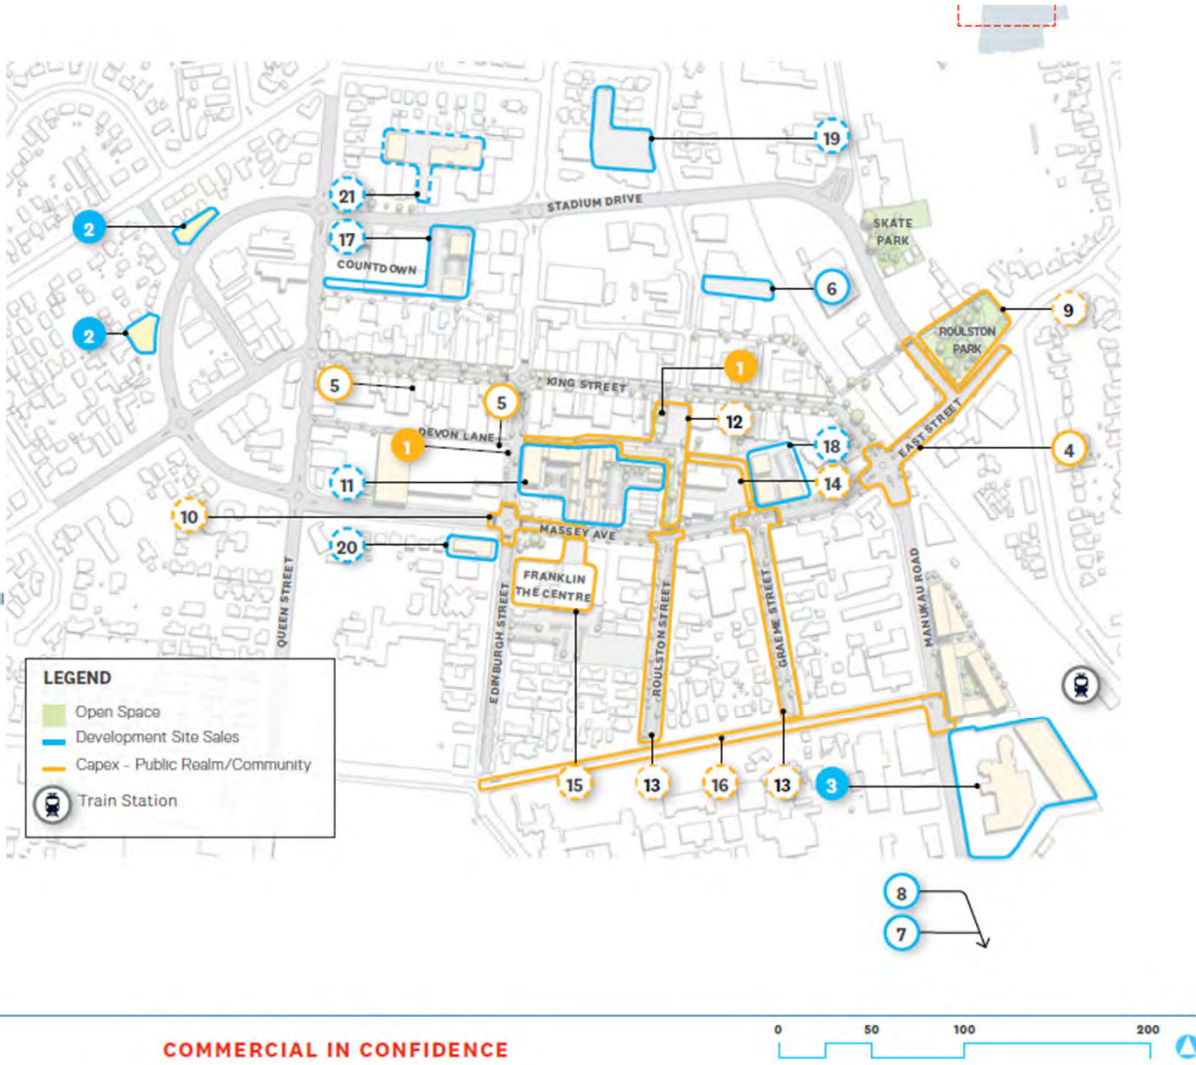 19
21
STADIUM DRIVE
SKATE
PARK
2
17
COUNTDOWN
6
9
ROULSTON
PARK
2
1
KING STREET
5
5
12
EAST STREET
DEVON LANE
1
18
4
11
14
10
MASSEY AVE
20
FRANKLIN
THE CENTRE
QUEEN STREET
EDINBURGH STREET
ROULSTON STREET
GRAEME STREET
MANUKAU ROAD
LEGEND
Open Space
Development Site Sales
Capex - Public Realm/Community
Train Station
15
13
16
13
3
8
7
COMMERCIAL IN CONFIDENCE
0 50 100 200